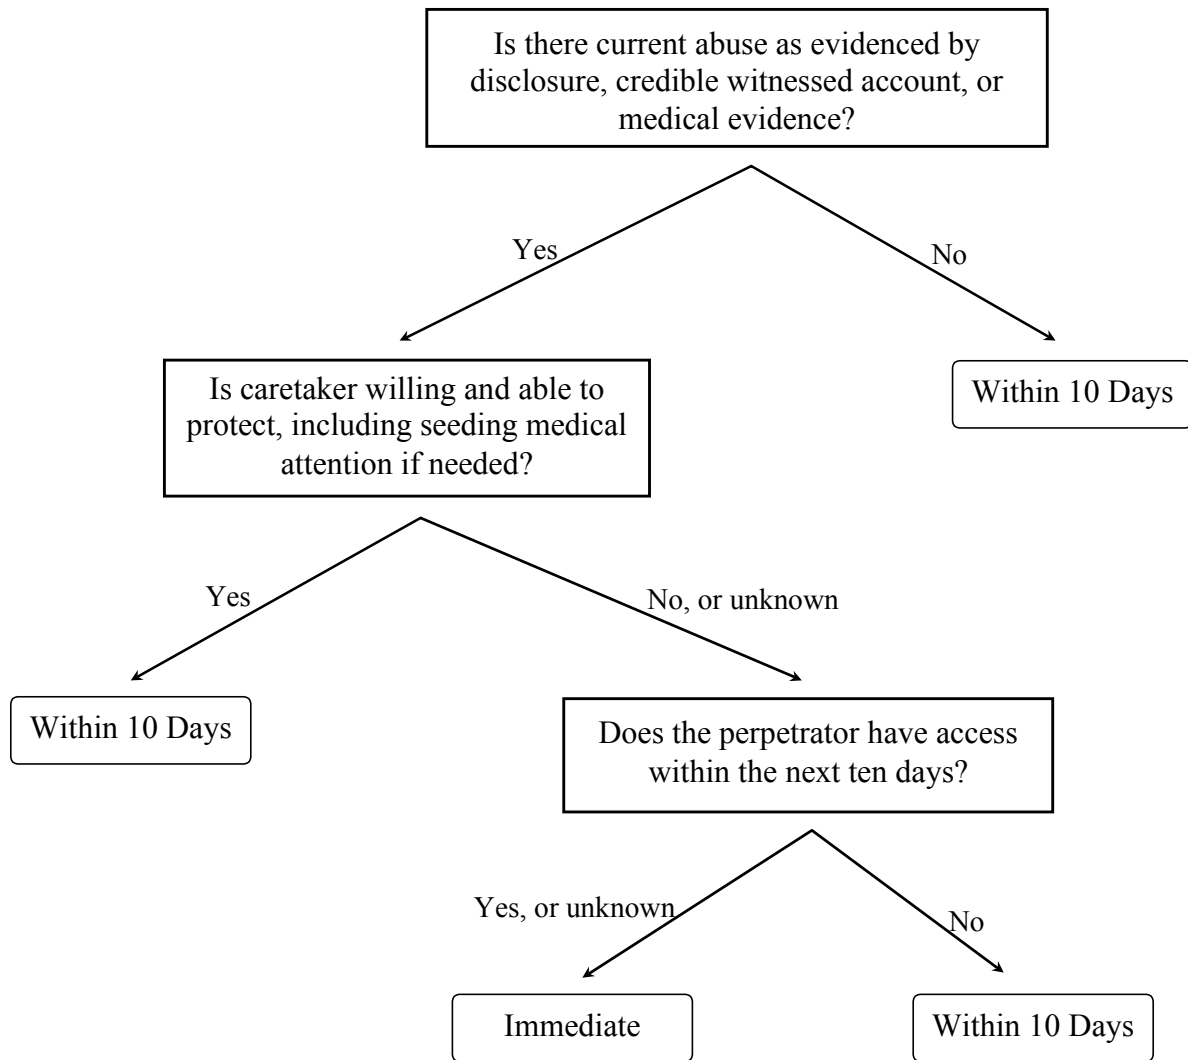 Is there current abuse as evidenced by
disclosure, credible witnessed account, or
medical evidence?
Yes
No
Is caretaker willing and able to
protect, including seeding medical
attention if needed?
Within 10 Days
Yes
No, or unknown
Within 10 Days
Does the perpetrator have access
within the next ten days?
Yes, or unknown
No
Immediate
Within 10 Days